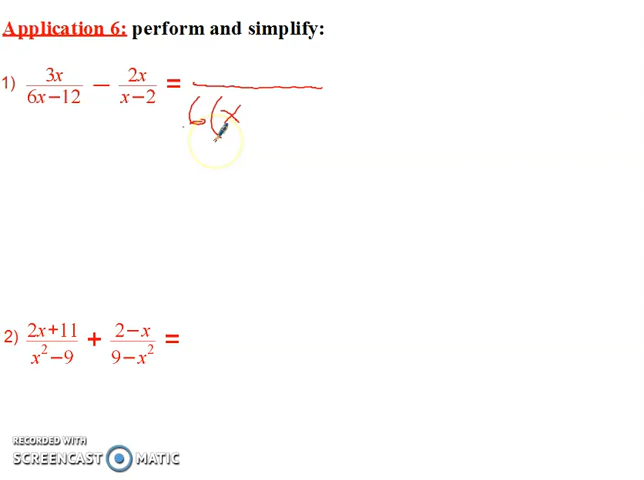 Application 6: perform and simplify:
1) 3x/(6x−12) − 2x/(x−2) =
6(x
2) (2x+11)/(x²−9) + (2−x)/(9−x²) =
RECORDED WITH
SCREENCAST MATIC